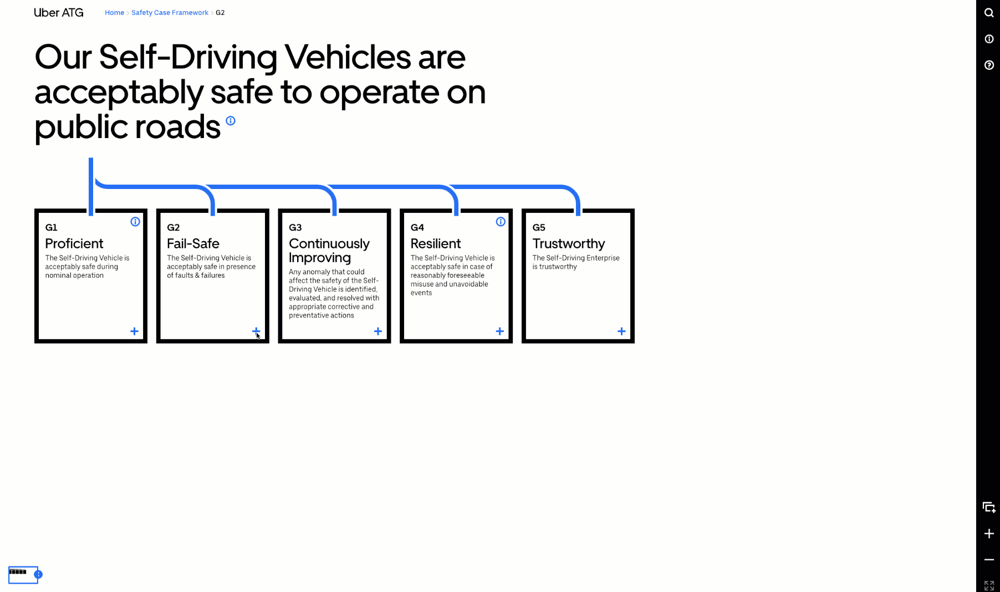 Uber ATG
Home > Safety Case Framework > G2
Our Self-Driving Vehicles are
acceptably safe to operate on
public roads
G1
Proficient
The Self-Driving Vehicle is
acceptably safe during
nominal operation
G2
Fail-Safe
The Self-Driving Vehicle is
acceptably safe in presence
of faults & failures
G3
Continuously
Improving
Any anomaly that could
affect the safety of the Self-
Driving Vehicle is identified,
evaluated, and resolved with
appropriate corrective and
preventative actions
G4
Resilient
The Self-Driving Vehicle is
acceptably safe in case of
reasonably foreseeable
misuse and unavoidable
events
G5
Trustworthy
The Self-Driving Enterprise
is trustworthy